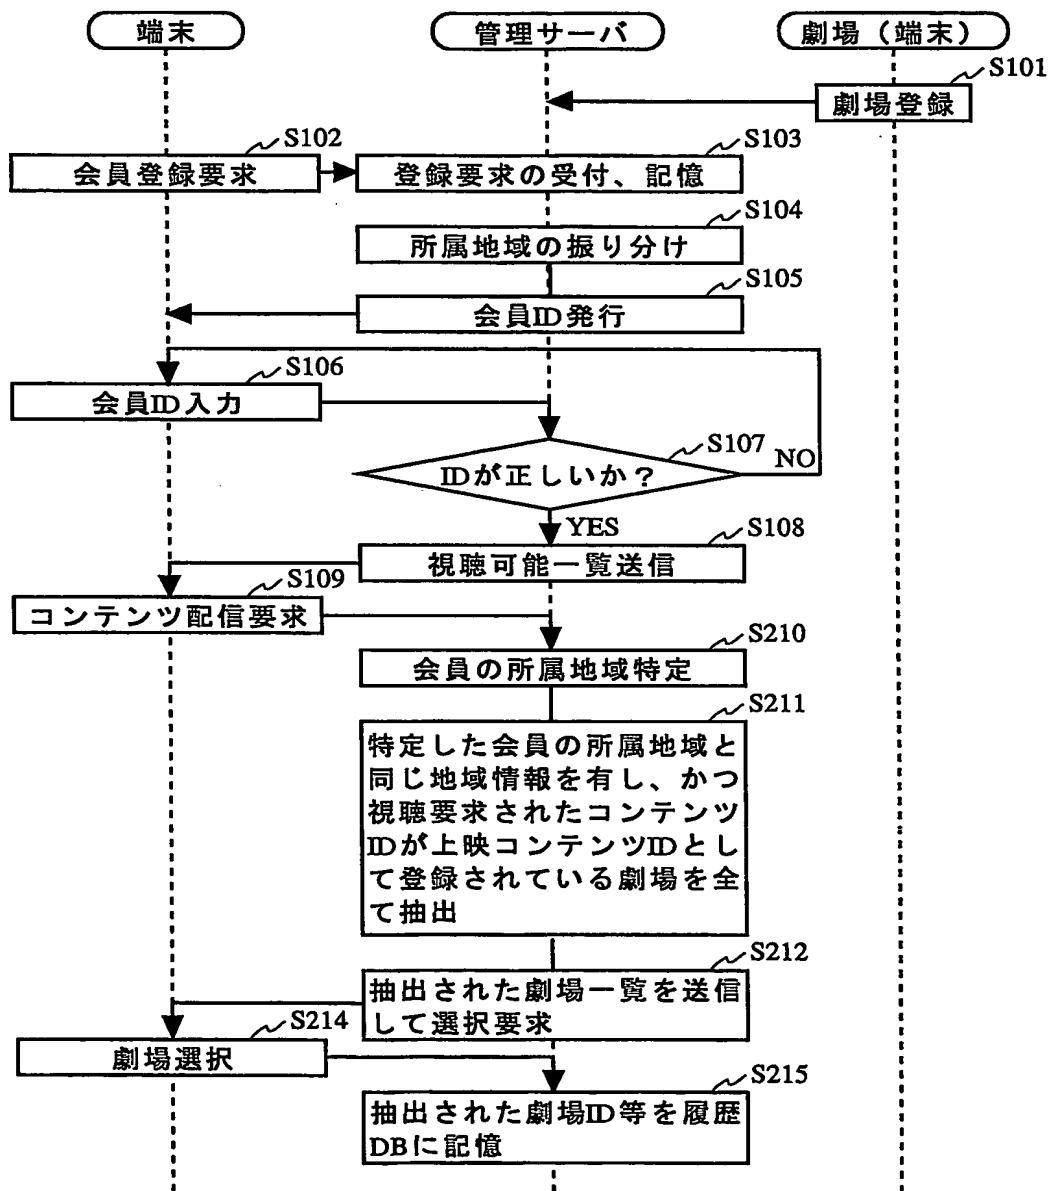 端末
管理サーバ
劇場（端末）
S101
劇場登録
S102
会員登録要求
S103
登録要求の受付、記憶
S104
所属地域の振り分け
S105
会員ID発行
S106
会員ID入力
S107
IDが正しいか？
NO
YES
S108
視聴可能一覧送信
S109
コンテンツ配信要求
S210
会員の所属地域特定
S211
特定した会員の所属地域と
同じ地域情報を有し、かつ
視聴要求されたコンテンツ
IDが上映コンテンツIDとし
て登録されている劇場を全
て抽出
S212
抽出された劇場一覧を送信
して選択要求
S214
劇場選択
S215
抽出された劇場ID等を履歴
DBに記憶